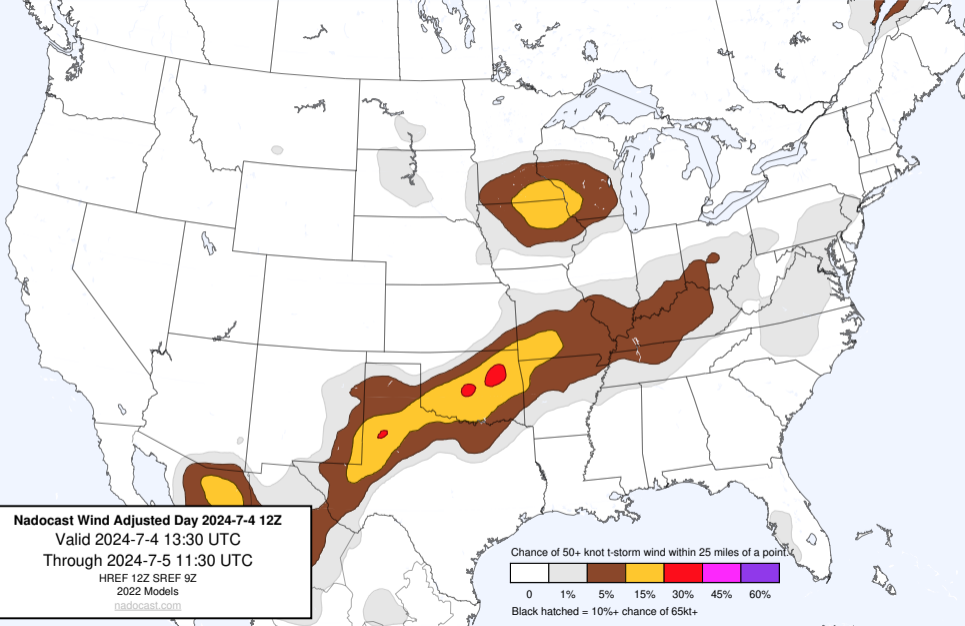 Nadocast Wind Adjusted Day 2024-7-4 12Z
Valid 2024-7-4 13:30 UTC
Through 2024-7-5 11:30 UTC
HREF 12Z SREF 9Z
2022 Models
nadocast.com
Chance of 50+ knot t-storm wind within 25 miles of a point.
0 1% 5% 15% 30% 45% 60%
Black hatched = 10%+ chance of 65kt+